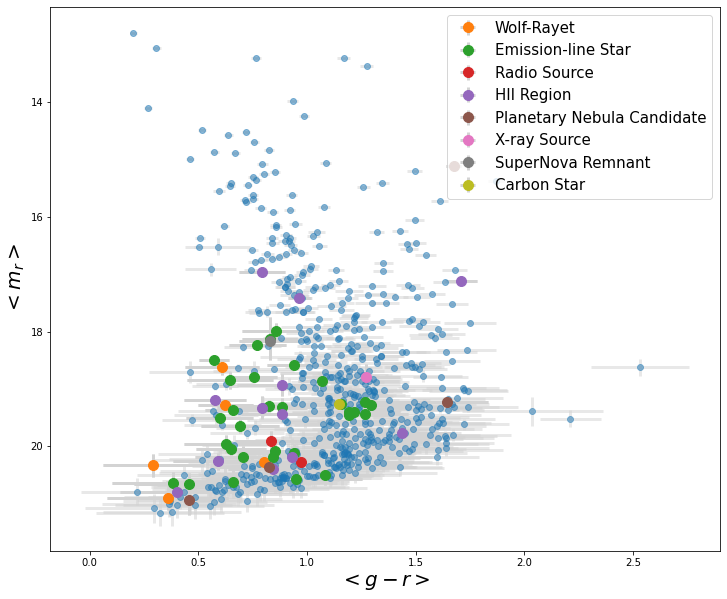 Wolf-Rayet
Emission-line Star
Radio Source
HII Region
Planetary Nebula Candidate
X-ray Source
SuperNova Remnant
Carbon Star
14
16
18
20
<m_r>
0.0 0.5 1.0 1.5 2.0 2.5
<g − r>